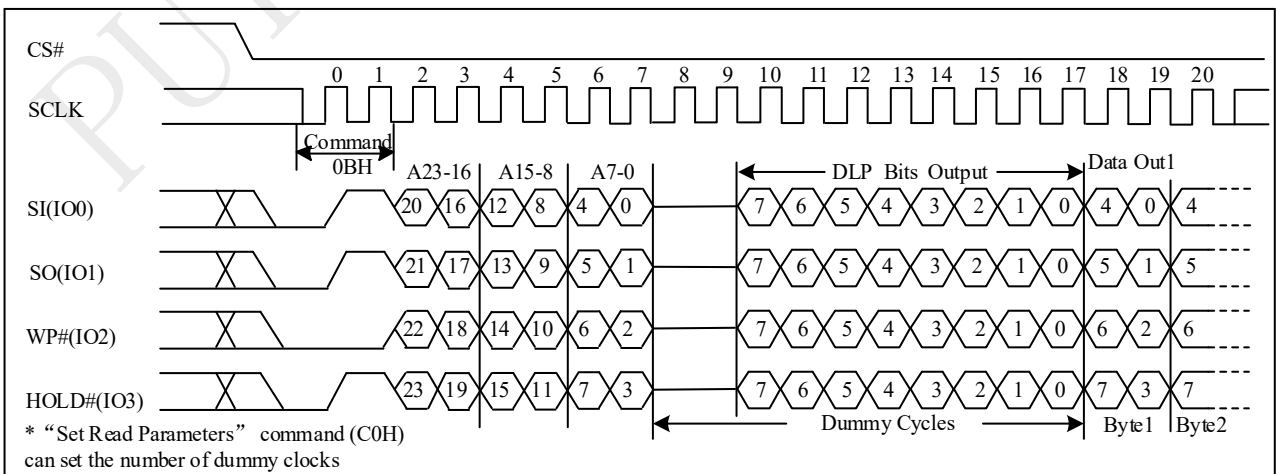 PUY
CS#
0 1 2 3 4 5 6 7 8 9 10 11 12 13 14 15 16 17 18 19 20
SCLK
Command
0BH
A23-16 A15-8 A7-0 DLP Bits Output Data Out1
SI(IO0) 20 16 12 8 4 0 7 6 5 4 3 2 1 0 4 0 4
SO(IO1) 21 17 13 9 5 1 7 6 5 4 3 2 1 0 5 1 5
WP#(IO2) 22 18 14 10 6 2 7 6 5 4 3 2 1 0 6 2 6
HOLD#(IO3) 23 19 15 11 7 3 7 6 5 4 3 2 1 0 7 3 7
Dummy Cycles Byte1 Byte2
* “Set Read Parameters” command (C0H)
can set the number of dummy clocks